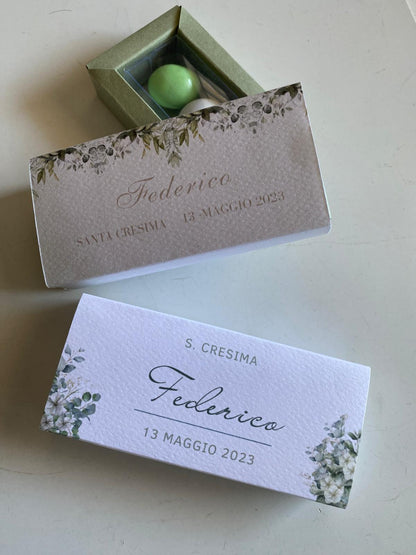 Federico
SANTA CRESIMA 13 MAGGIO 2023
S. CRESIMA
Federico
13 MAGGIO 2023